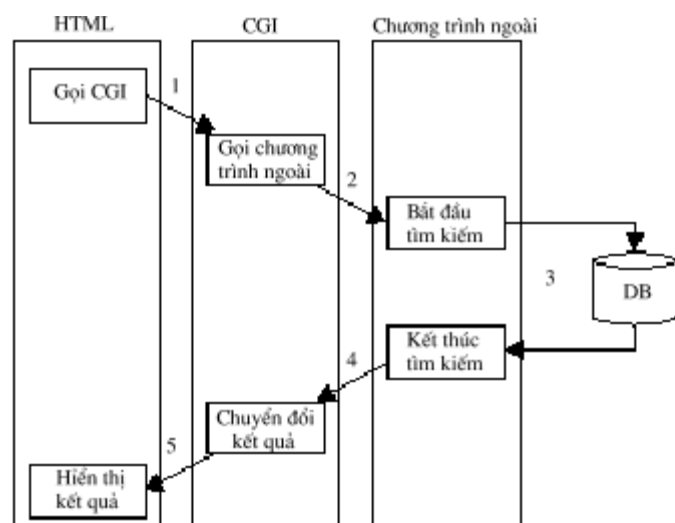 HTML
CGI
Chương trình ngoài
Gọi CGI
1
Gọi chương
trình ngoài
2
Bắt đầu
tìm kiếm
3
DB
Kết thúc
tìm kiếm
4
Chuyển đổi
kết quả
5
Hiển thị
kết quả